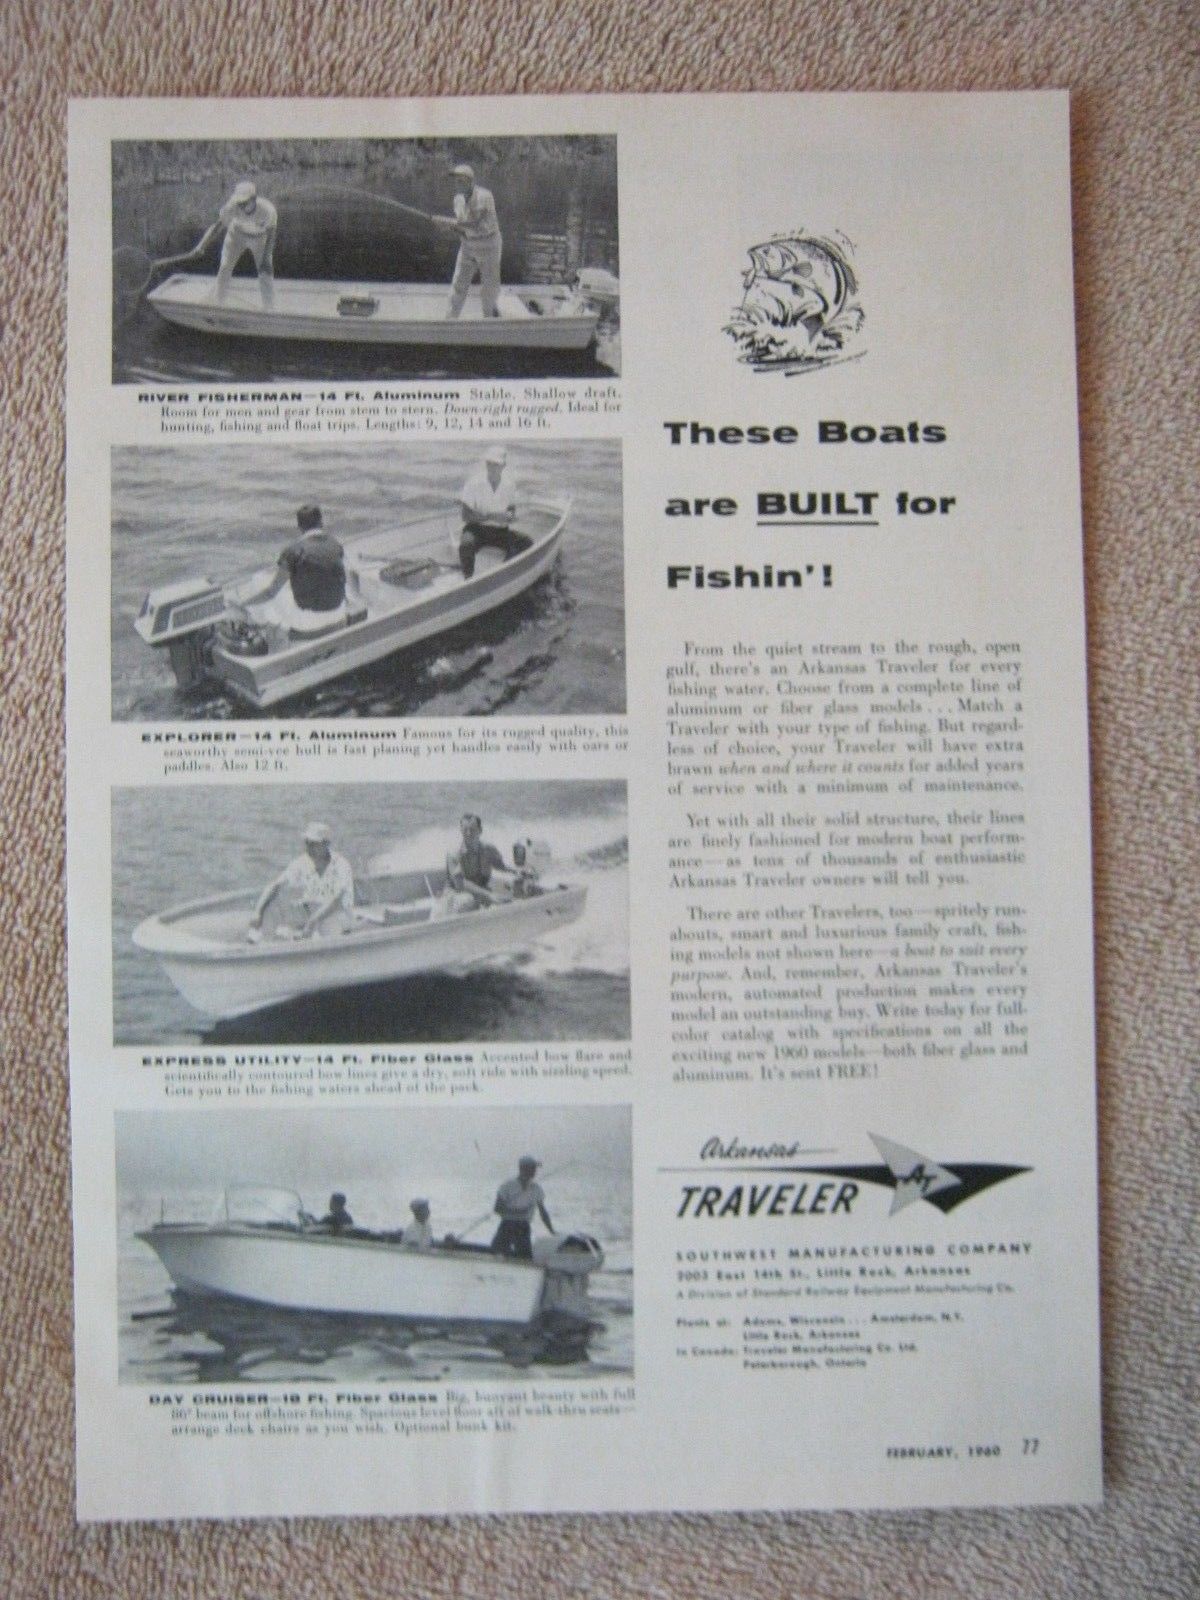 RIVER FISHERMAN—14 Ft. Aluminum Stable. Shallow draft.
Room for men and gear from stem to stern. Down-right rugged. Ideal for
hunting, fishing and float trips. Lengths: 9, 12, 14 and 16 ft.
EXPLORER—14 Ft. Aluminum Famous for its rugged quality, this
seaworthy semi-vee hull is fast planing yet handles easily with oars or
paddles. Also 12 ft.
EXPRESS UTILITY—14 Ft. Fiber Glass Accented bow flare and
scientifically contoured bow lines give a dry, soft ride with sizzling speed.
Gets you to the fishing waters ahead of the pack.
DAY CRUISER—18 Ft. Fiber Glass Big, buoyant beauty with full
86" beam for offshore fishing. Spacious level floor aft of walk-thru seats—
arrange deck chairs as you wish. Optional bunk kit.
These Boats
are BUILT for
Fishin'!
From the quiet stream to the rough, open
gulf, there's an Arkansas Traveler for every
fishing water. Choose from a complete line of
aluminum or fiber glass models . . . Match a
Traveler with your type of fishing. But regard-
less of choice, your Traveler will have extra
brawn when and where it counts for added years
of service with a minimum of maintenance.
Yet with all their solid structure, their lines
are finely fashioned for modern boat perform-
ance—as tens of thousands of enthusiastic
Arkansas Traveler owners will tell you.
There are other Travelers, too—spritely run-
abouts, smart and luxurious family craft, fish-
ing models not shown here—a boat to suit every
purpose. And, remember, Arkansas Traveler's
modern, automated production makes every
model an outstanding buy. Write today for full-
color catalog with specifications on all the
exciting new 1960 models—both fiber glass and
aluminum. It's sent FREE!
Arkansas
TRAVELER
AT
SOUTHWEST MANUFACTURING COMPANY
2003 East 14th St., Little Rock, Arkansas
A Division of Standard Railway Equipment Manufacturing Co.
Plants at: Adams, Wisconsin . . . Amsterdam, N.Y.
Little Rock, Arkansas
In Canada: Traveler Manufacturing Co. Ltd.
Peterborough, Ontario
FEBRUARY, 1960 77